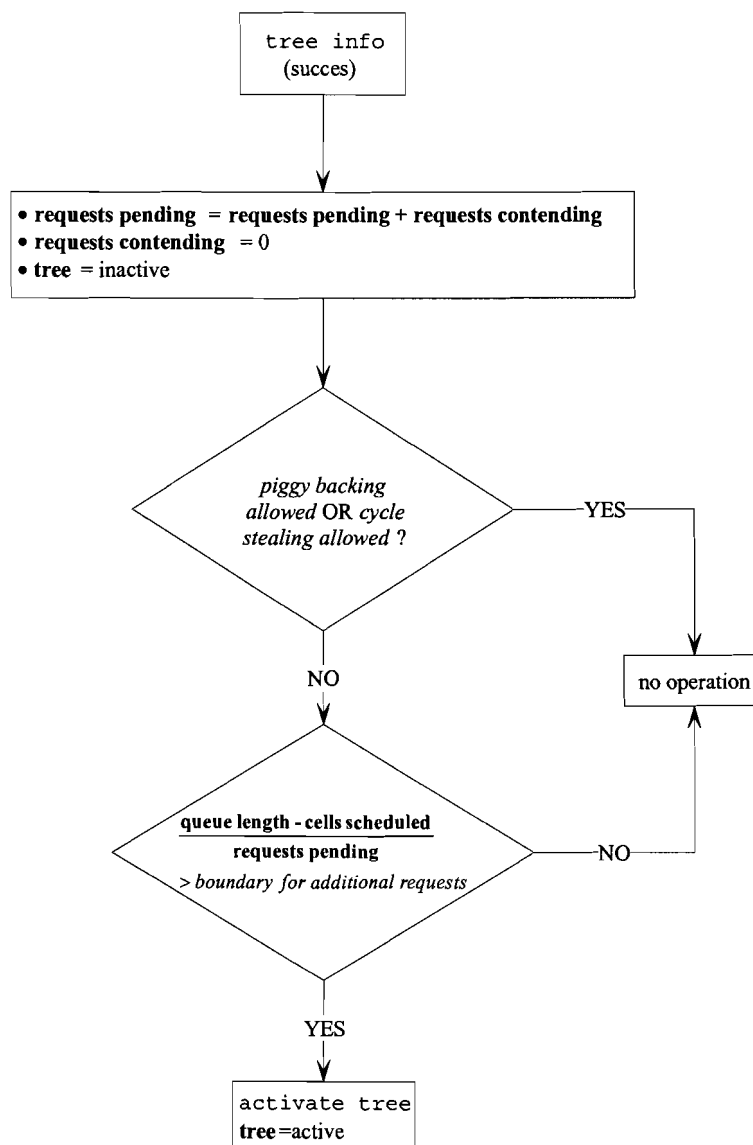 tree info
(succes)
• requests pending = requests pending + requests contending
• requests contending = 0
• tree = inactive
piggy backing
allowed OR cycle
stealing allowed ?
YES
NO
no operation
queue length - cells scheduled
requests pending
> boundary for additional requests
NO
YES
activate tree
tree=active